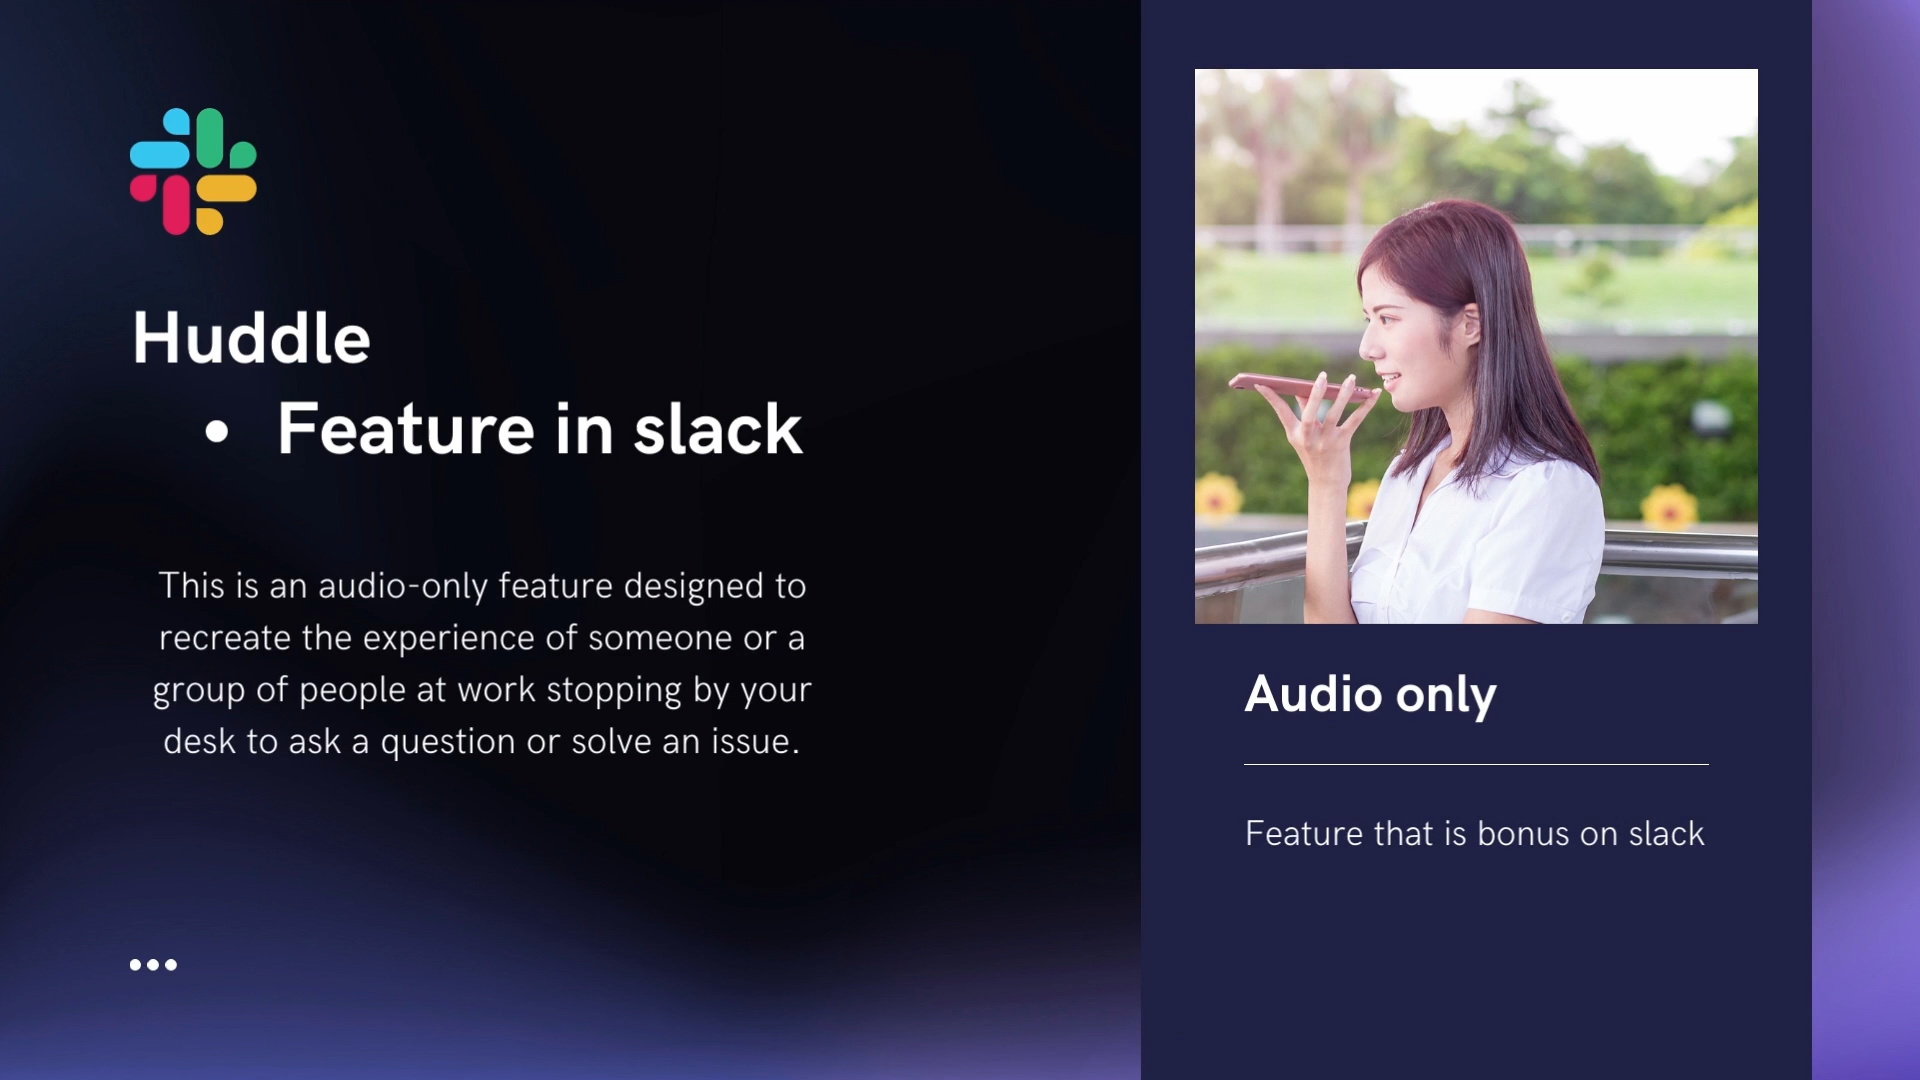 Huddle
• Feature in slack
This is an audio-only feature designed to
recreate the experience of someone or a
group of people at work stopping by your
desk to ask a question or solve an issue.
Audio only
Feature that is bonus on slack